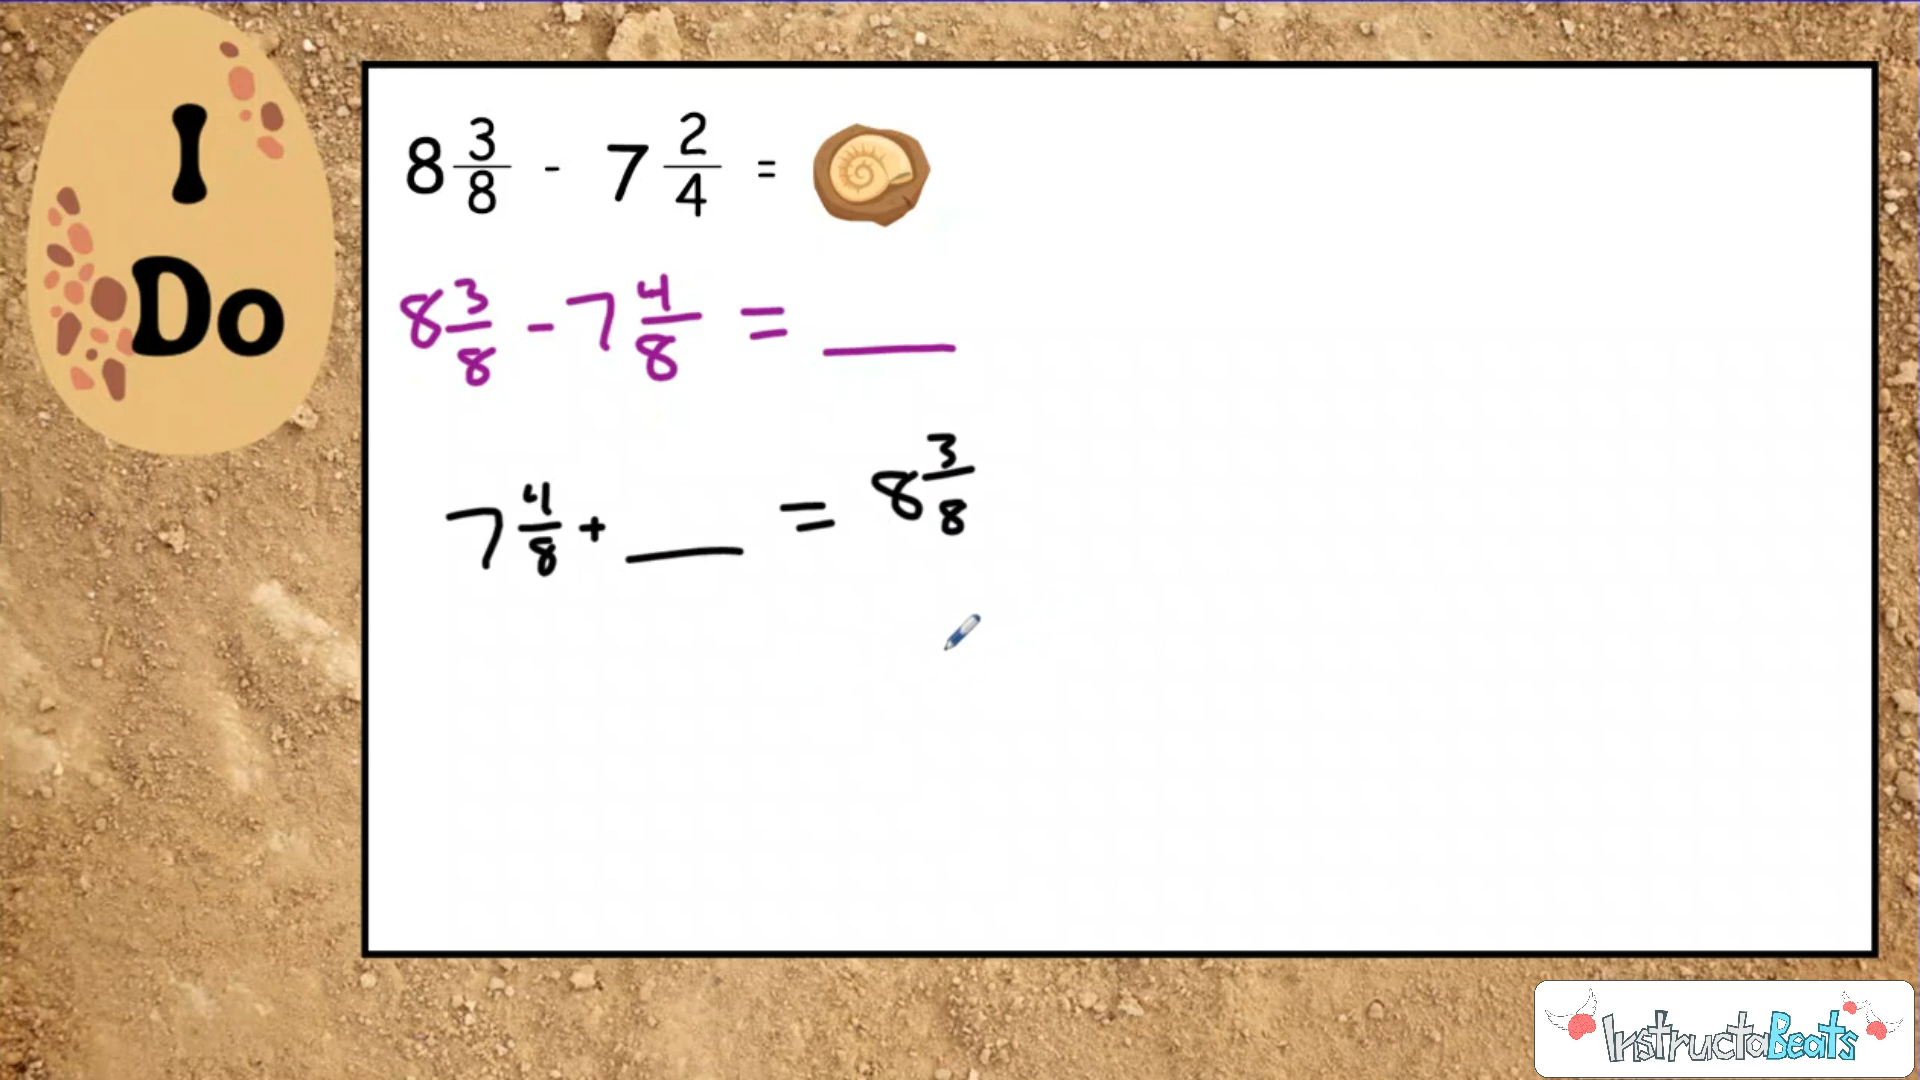 I
Do
8 3/8 - 7 2/4 =
8 3/8 - 7 4/8 = ___
7 4/8 + ___ = 8 3/8
InstructaBeats